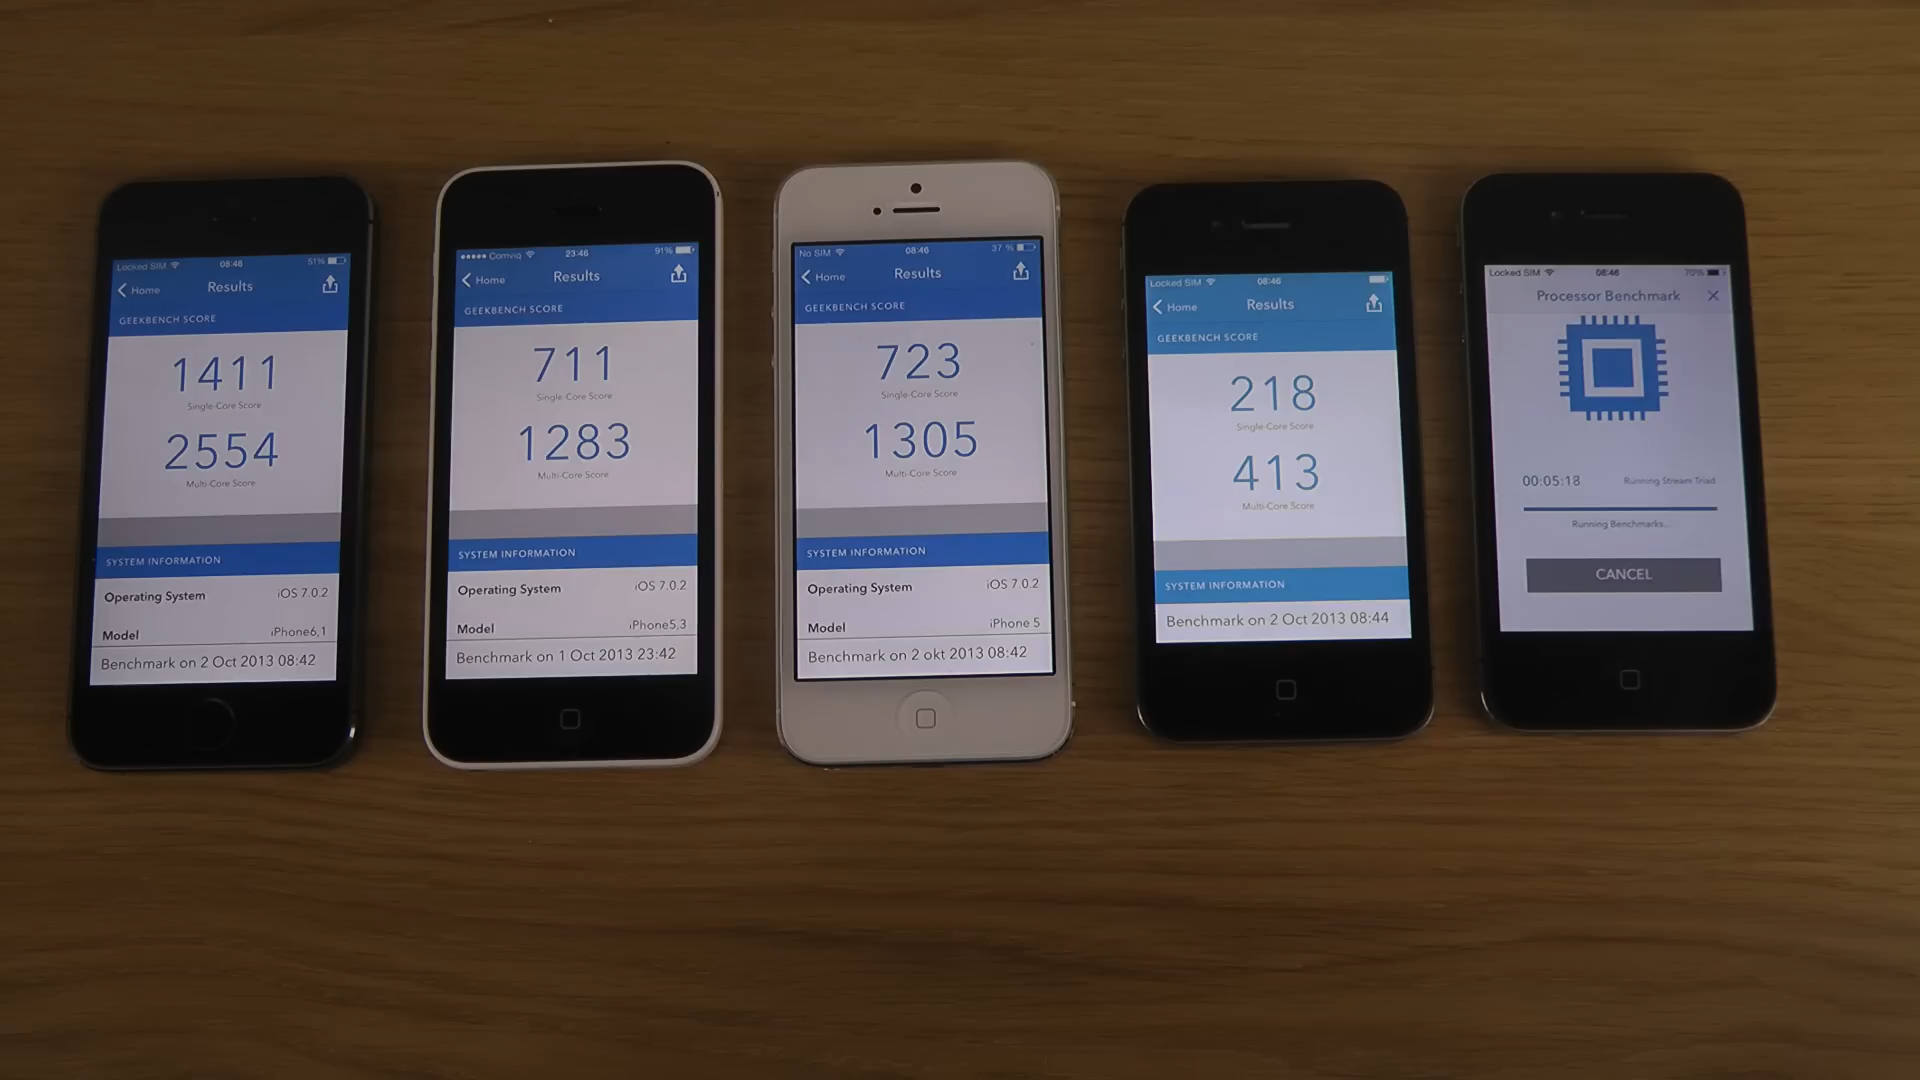 Locked SIM 08:46 51%
Home Results
GEEKBENCH SCORE
1411
Single-Core Score
2554
Multi-Core Score
SYSTEM INFORMATION
Operating System iOS 7.0.2
Model iPhone6,1
Benchmark on 2 Oct 2013 08:42
Comviq 23:46 91%
Home Results
GEEKBENCH SCORE
711
Single-Core Score
1283
Multi-Core Score
SYSTEM INFORMATION
Operating System iOS 7.0.2
Model iPhone5,3
Benchmark on 1 Oct 2013 23:42
No SIM 08:46 37 %
Home Results
GEEKBENCH SCORE
723
Single-Core Score
1305
Multi-Core Score
SYSTEM INFORMATION
Operating System iOS 7.0.2
Model iPhone 5
Benchmark on 2 okt 2013 08:42
Locked SIM 08:46
Home Results
GEEKBENCH SCORE
218
Single-Core Score
413
Multi-Core Score
SYSTEM INFORMATION
Benchmark on 2 Oct 2013 08:44
Locked SIM 08:46 70%
Processor Benchmark
00:05:18 Running Stream Triad
Running Benchmarks...
CANCEL